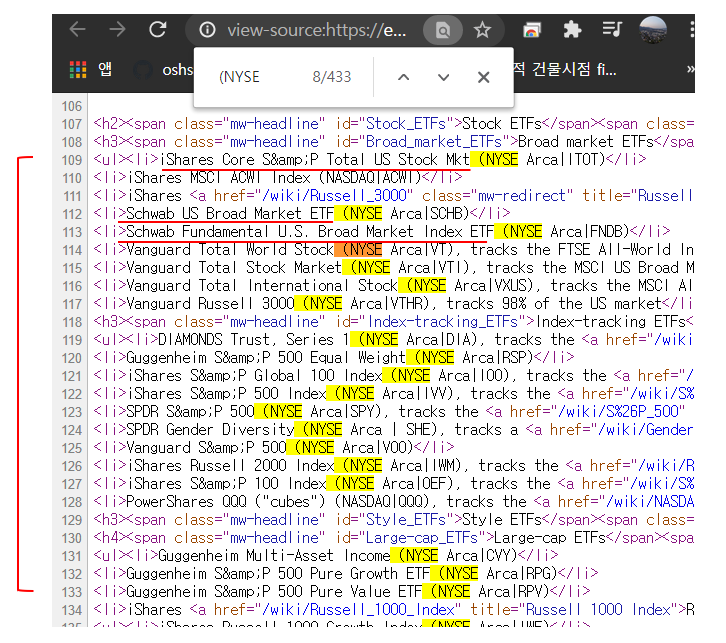 view-source:https://e...
앱
oshs
적 건물시점 fi...
»
(NYSE 8/433
106
107 <h2><span class="mw-headline" id="Stock_ETFs">Stock ETFs</span><span class=
108 <h3><span class="mw-headline" id="Broad_market_ETFs">Broad market ETFs</spa
109 <ul><li>iShares Core S&amp;P Total US Stock Mkt (NYSE Arca|ITOT)</li>
110 <li>iShares MSCI ACWI Index (NASDAQ|ACWI)</li>
111 <li>iShares <a href="/wiki/Russell_3000" class="mw-redirect" title="Russell
112 <li>Schwab US Broad Market ETF (NYSE Arca|SCHB)</li>
113 <li>Schwab Fundamental U.S. Broad Market Index ETF (NYSE Arca|FNDB)</li>
114 <li>Vanguard Total World Stock (NYSE Arca|VT), tracks the FTSE All-World In
115 <li>Vanguard Total Stock Market (NYSE Arca|VTI), tracks the MSCI US Broad M
116 <li>Vanguard Total International Stock (NYSE Arca|VXUS), tracks the MSCI Al
117 <li>Vanguard Russell 3000 (NYSE Arca|VTHR), tracks 98% of the US market</li
118 <h3><span class="mw-headline" id="Index-tracking_ETFs">Index-tracking ETFs<
119 <ul><li>DIAMONDS Trust, Series 1 (NYSE Arca|DIA), tracks the <a href="/wiki
120 <li>Guggenheim S&amp;P 500 Equal Weight (NYSE Arca|RSP)</li>
121 <li>iShares S&amp;P Global 100 Index (NYSE Arca|IOO), tracks the <a href="/
122 <li>iShares S&amp;P 500 Index (NYSE Arca|IVV), tracks the <a href="/wiki/S%
123 <li>SPDR S&amp;P 500 (NYSE Arca|SPY), tracks the <a href="/wiki/S%26P_500"
124 <li>SPDR Gender Diversity (NYSE Arca | SHE), tracks a <a href="/wiki/Gender
125 <li>Vanguard S&amp;P 500 (NYSE Arca|VOO)</li>
126 <li>iShares Russell 2000 Index (NYSE Arca|IWM), tracks the <a href="/wiki/R
127 <li>iShares S&amp;P 100 Index (NYSE Arca|OEF), tracks the <a href="/wiki/S%
128 <li>PowerShares QQQ ("cubes") (NASDAQ|QQQ), tracks the <a href="/wiki/NASDA
129 <h3><span class="mw-headline" id="Style_ETFs">Style ETFs</span><span class=
130 <h4><span class="mw-headline" id="Large-cap_ETFs">Large-cap ETFs</span><spa
131 <ul><li>Guggenheim Multi-Asset Income (NYSE Arca|CVY)</li>
132 <li>Guggenheim S&amp;P 500 Pure Growth ETF (NYSE Arca|RPG)</li>
133 <li>Guggenheim S&amp;P 500 Pure Value ETF (NYSE Arca|RPV)</li>
134 <li>iShares <a href="/wiki/Russell_1000_Index" title="Russell 1000 Index">R